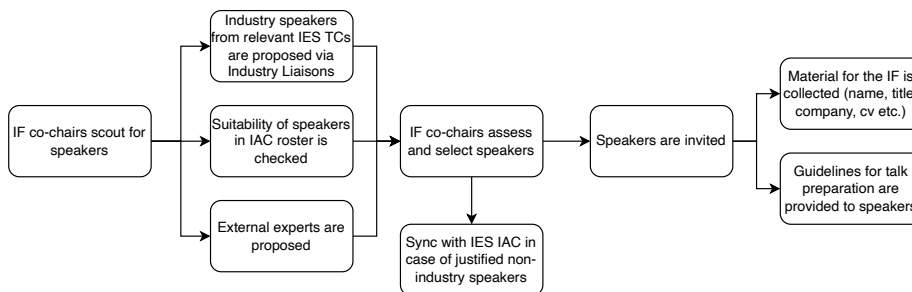 IF co-chairs scout for
speakers
Industry speakers
from relevant IES TCs
are proposed via
Industry Liaisons
Suitability of speakers
in IAC roster is
checked
External experts are
proposed
IF co-chairs assess
and select speakers
Sync with IES IAC in
case of justified non-
industry speakers
Speakers are invited
Material for the IF is
collected (name, title,
company, cv etc.)
Guidelines for talk
preparation are
provided to speakers